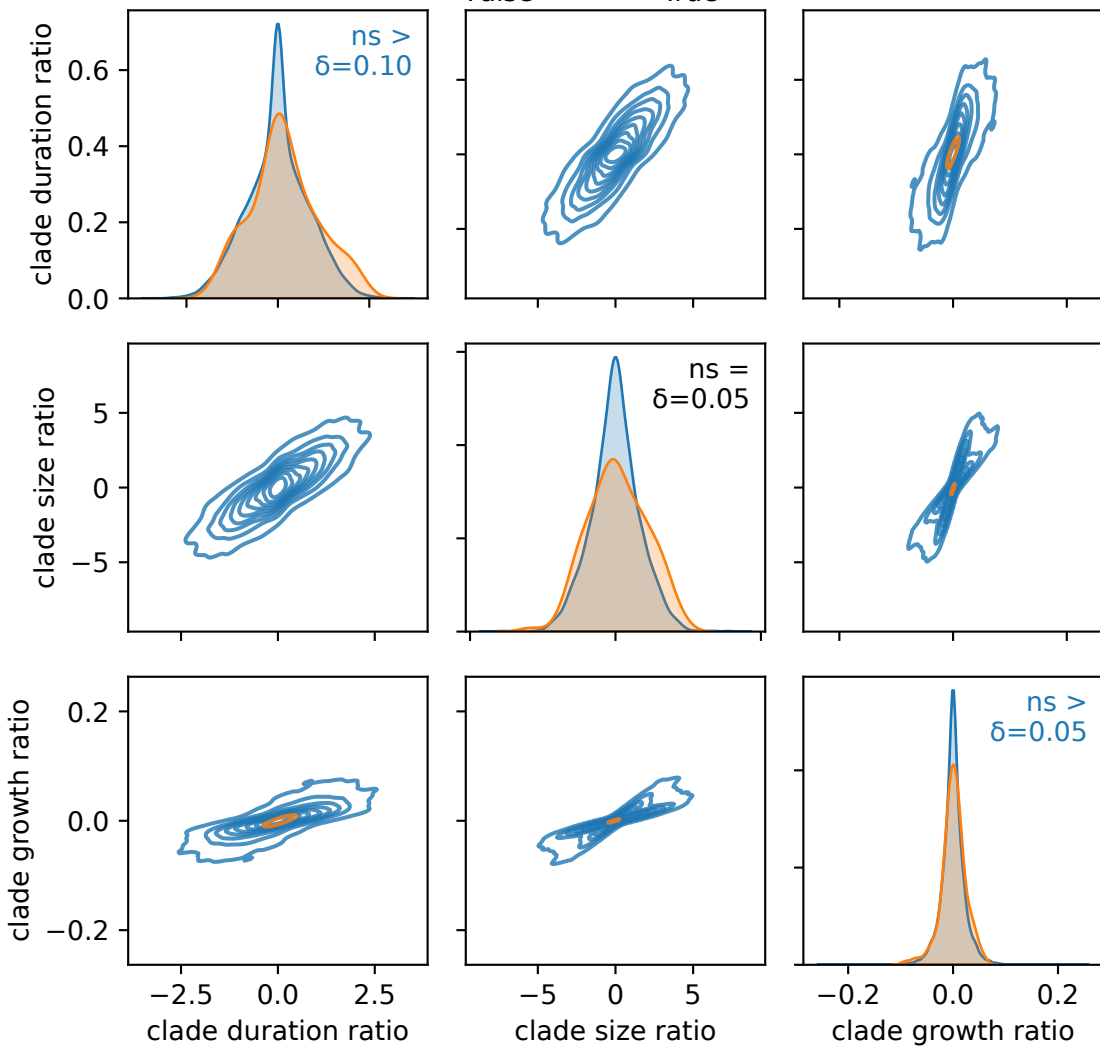 clade duration ratio
0.6
0.4
0.2
0.0
ns >
δ=0.10
clade size ratio
5
0
−5
ns =
δ=0.05
clade growth ratio
0.2
0.0
−0.2
ns >
δ=0.05
−2.5 0.0 2.5
−5 0 5
−0.2 0.0 0.2
clade duration ratio
clade size ratio
clade growth ratio